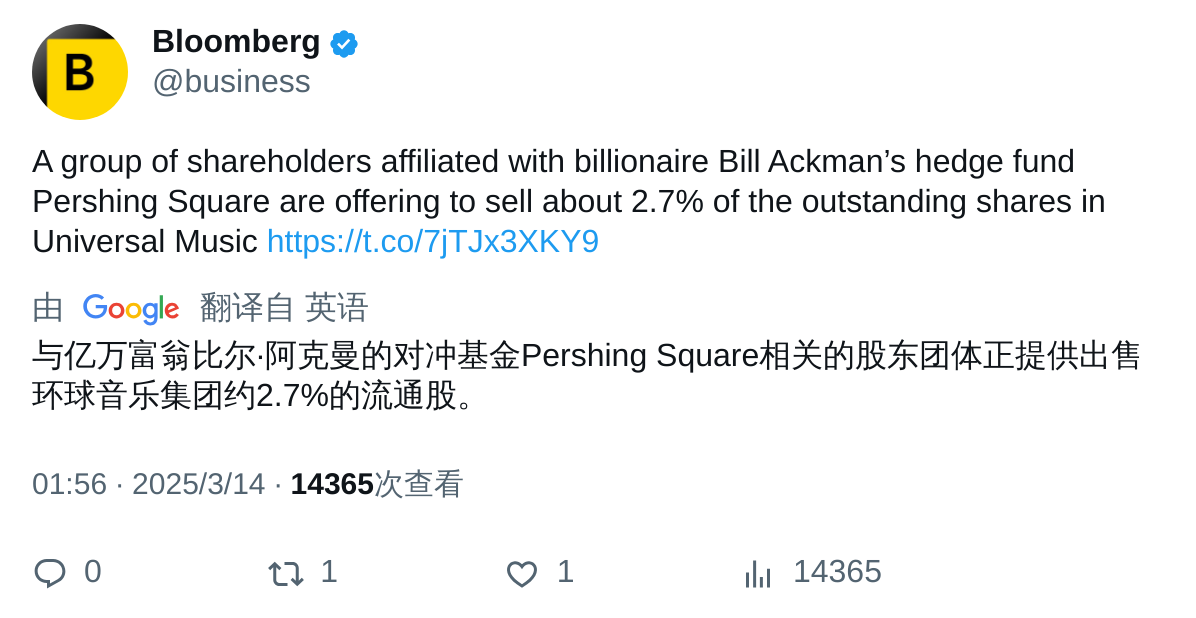 B
Bloomberg
@business
A group of shareholders affiliated with billionaire Bill Ackman’s hedge fund
Pershing Square are offering to sell about 2.7% of the outstanding shares in
Universal Music https://t.co/7jTJx3XKY9
由 Google 翻译自 英语
与亿万富翁比尔·阿克曼的对冲基金Pershing Square相关的股东团体正提供出售
环球音乐集团约2.7%的流通股。
01:56 · 2025/3/14 · 14365次查看
0 1 1 14365